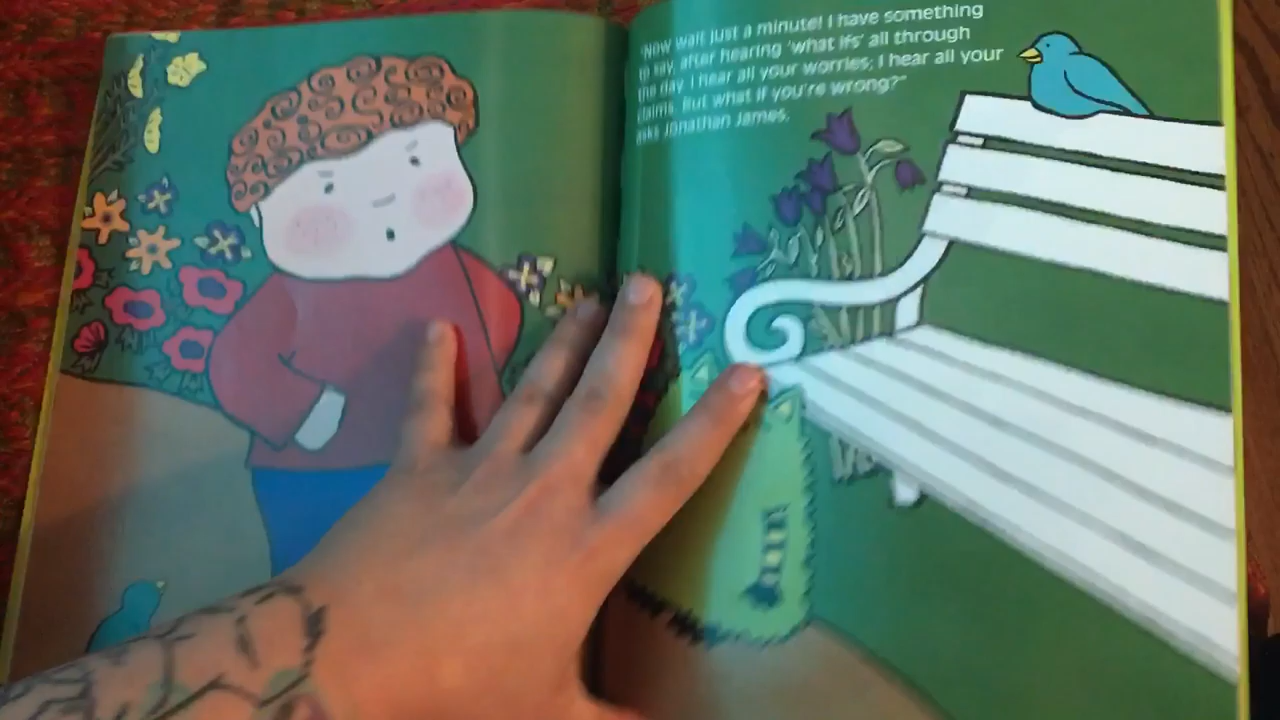 "Now wait just a minute! I have something
to say, after hearing 'what ifs' all through
the day. I hear all your worries; I hear all your
claims. But what if you're wrong?"
asks Jonathan James.